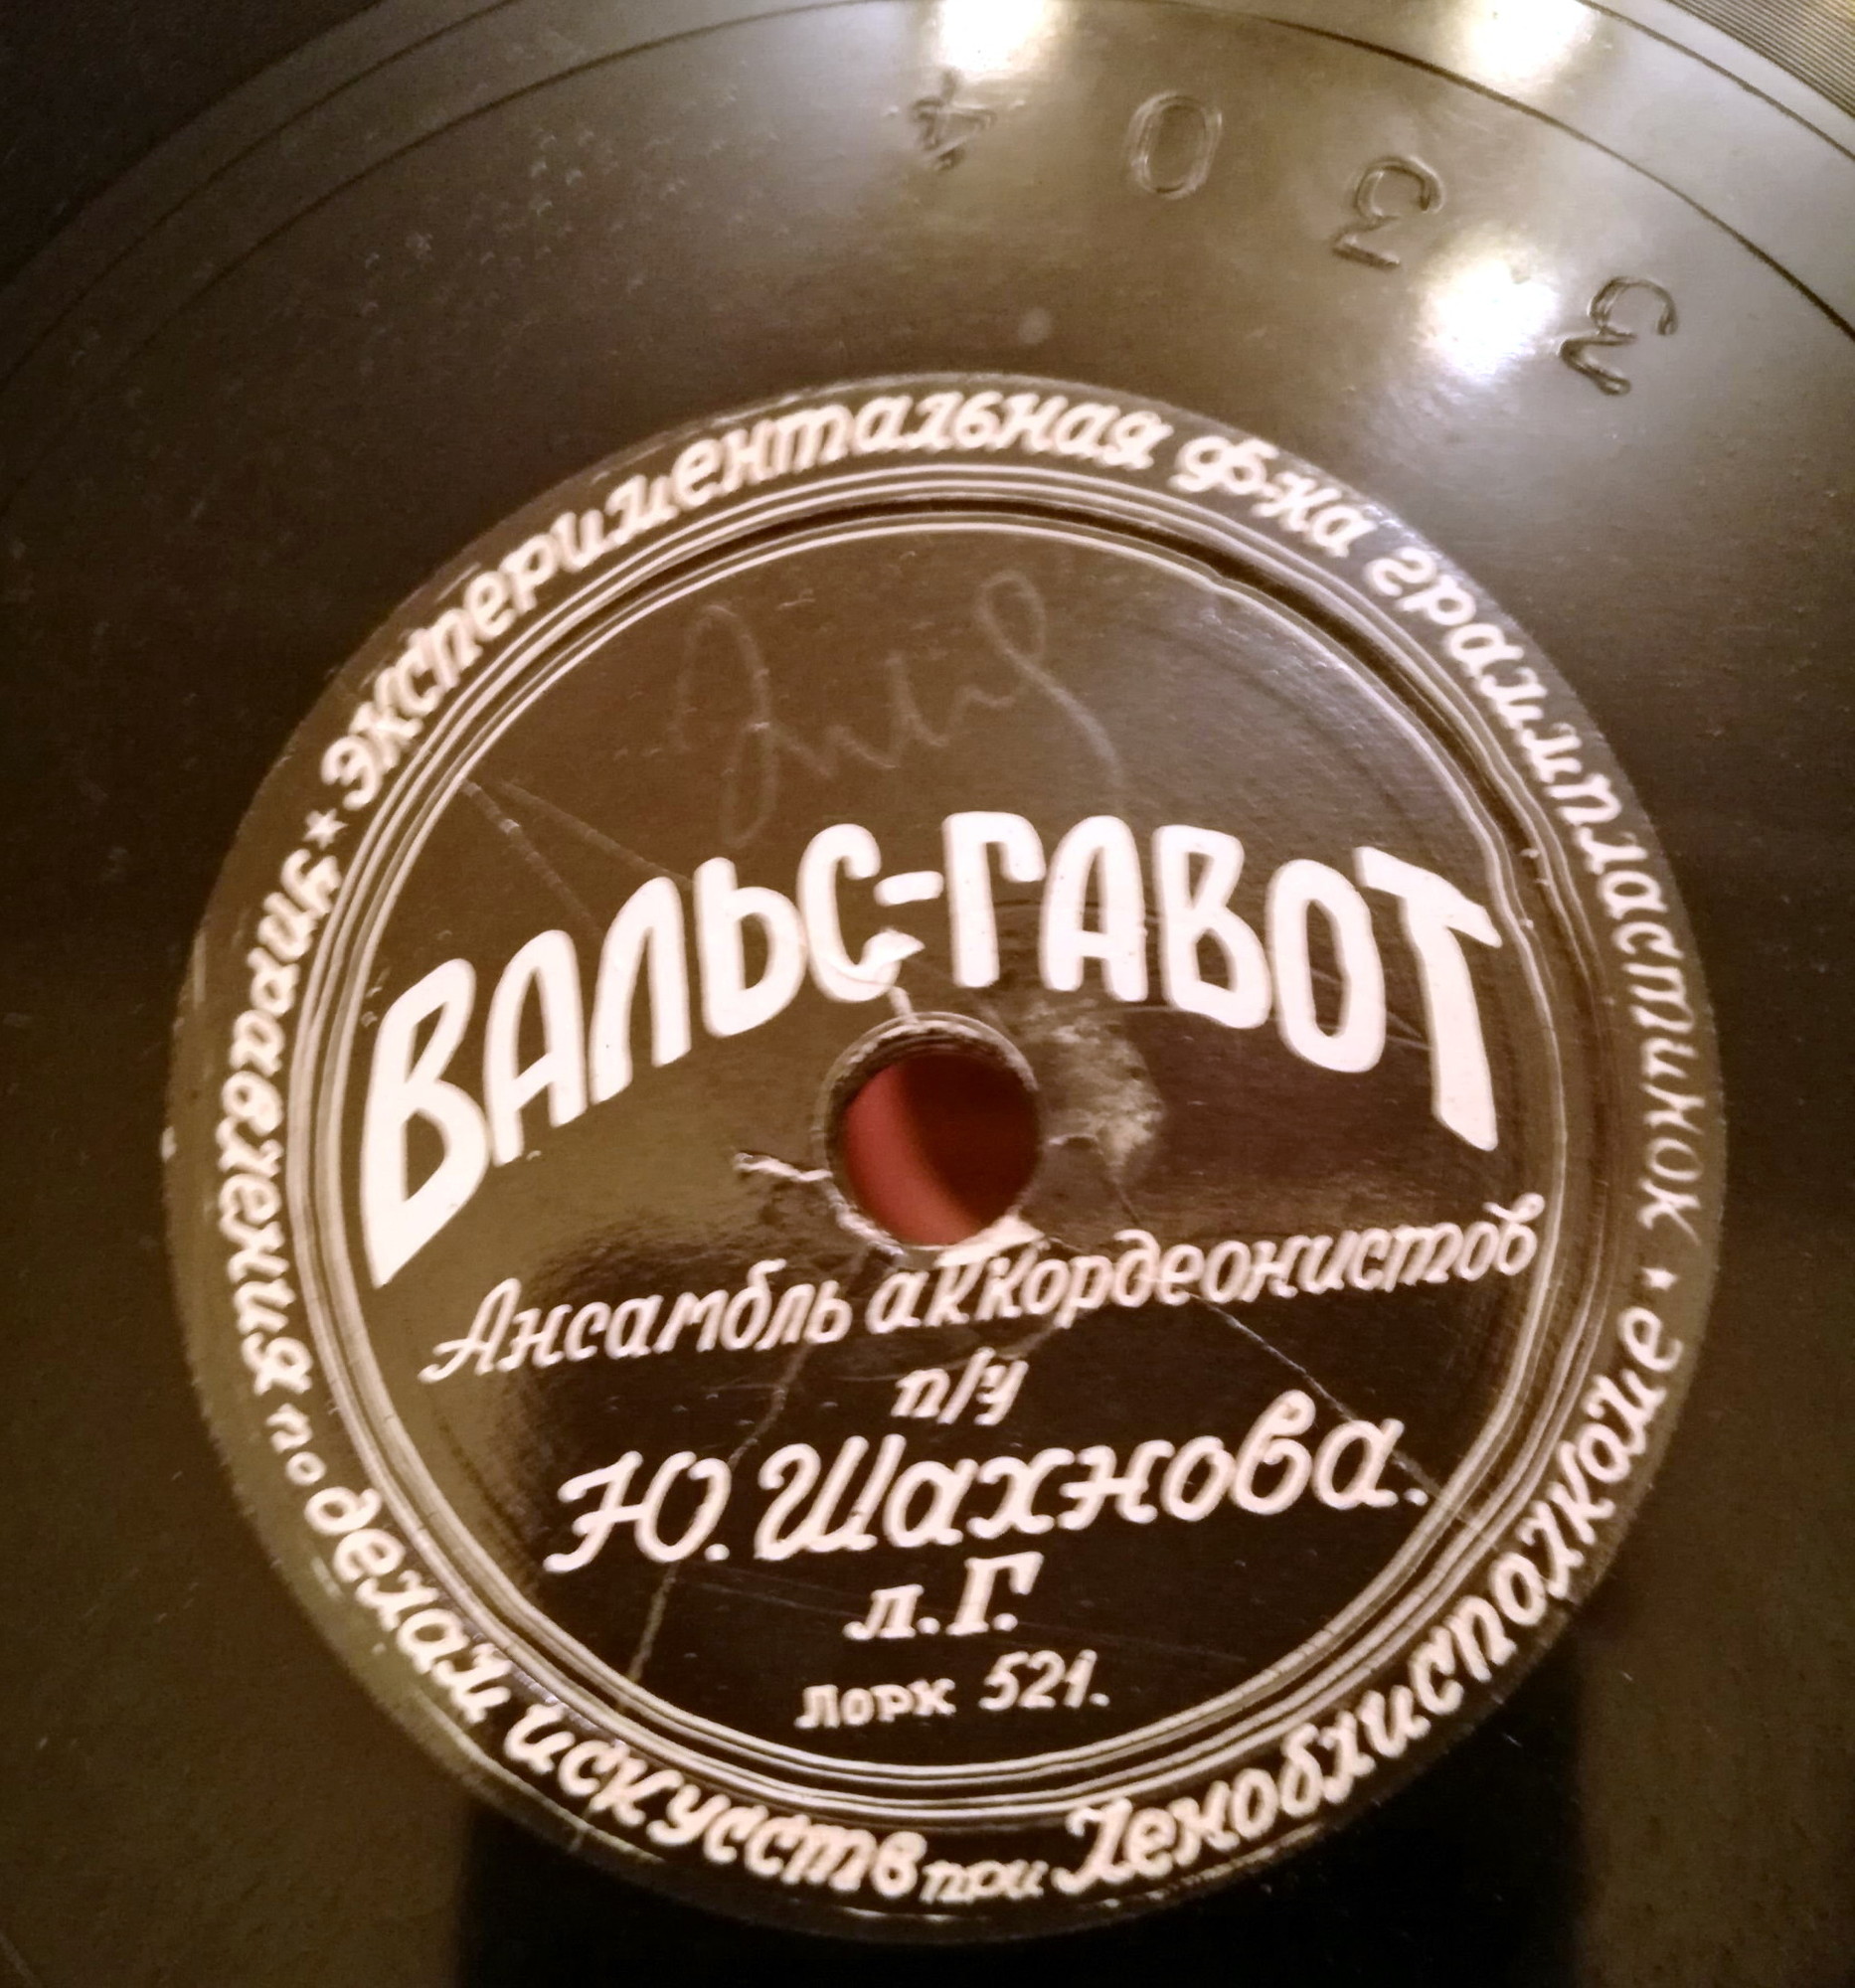 ★ Экспериментальная ф-ка грампластинок •
Управления по делам искусств при Леноблисполкоме
ВАЛЬС-ГАВОТ
Ансамбль аккордеонистов
п/у
Ю. Шахнова.
л.Г.
ЛОРК 521.
3304